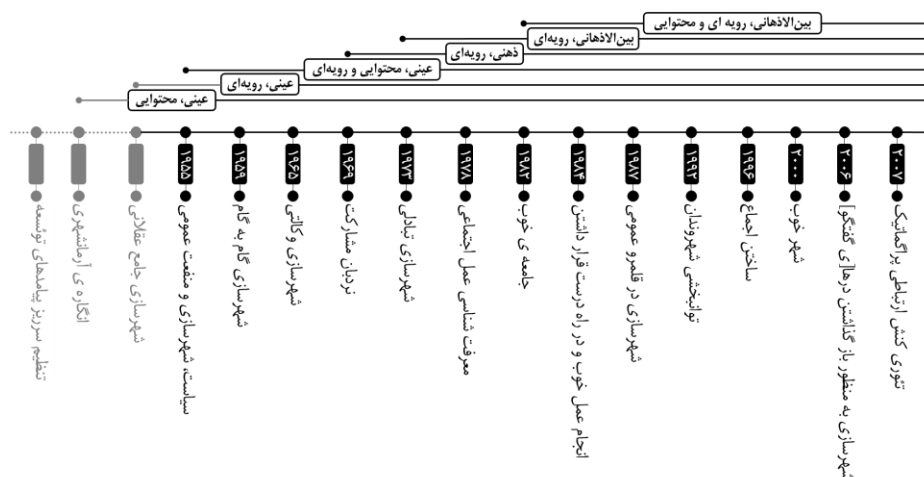 بین‌الاذهانی، رویه ای و محتوایی
بین‌الاذهانی، رویه‌ای
ذهنی، رویه‌ای
عینی، محتوایی و رویه‌ای
عینی، رویه‌ای
عینی، محتوایی
۲۰۰۷
تئوری کنش ارتباطی پراگماتیک
۲۰۰۶
شهرسازی به منظور باز گذاشتن درها[ی گفتگو]
۲۰۰۰
شهر خوب
۱۹۹۶
ساختن اجماع
۱۹۹۲
توانبخشی شهروندان
۱۹۸۷
شهرسازی در قلمرو عمومی
۱۹۸۴
انجام عمل خوب و در راه درست قرار داشتن
۱۹۸۲
جامعه ی خوب
۱۹۷۸
معرفت شناسی عمل اجتماعی
۱۹۷۳
شهرسازی تبادلی
۱۹۶۹
نردبان مشارکت
۱۹۶۵
شهرسازی وکالتی
۱۹۵۹
شهرسازی گام به گام
۱۹۵۵
سیاست، شهرسازی و منفعت عمومی
شهرسازی جامع عقلانی
انگاره ی آرمانشهری
تنظیم سرریز پیامدهای توسعه